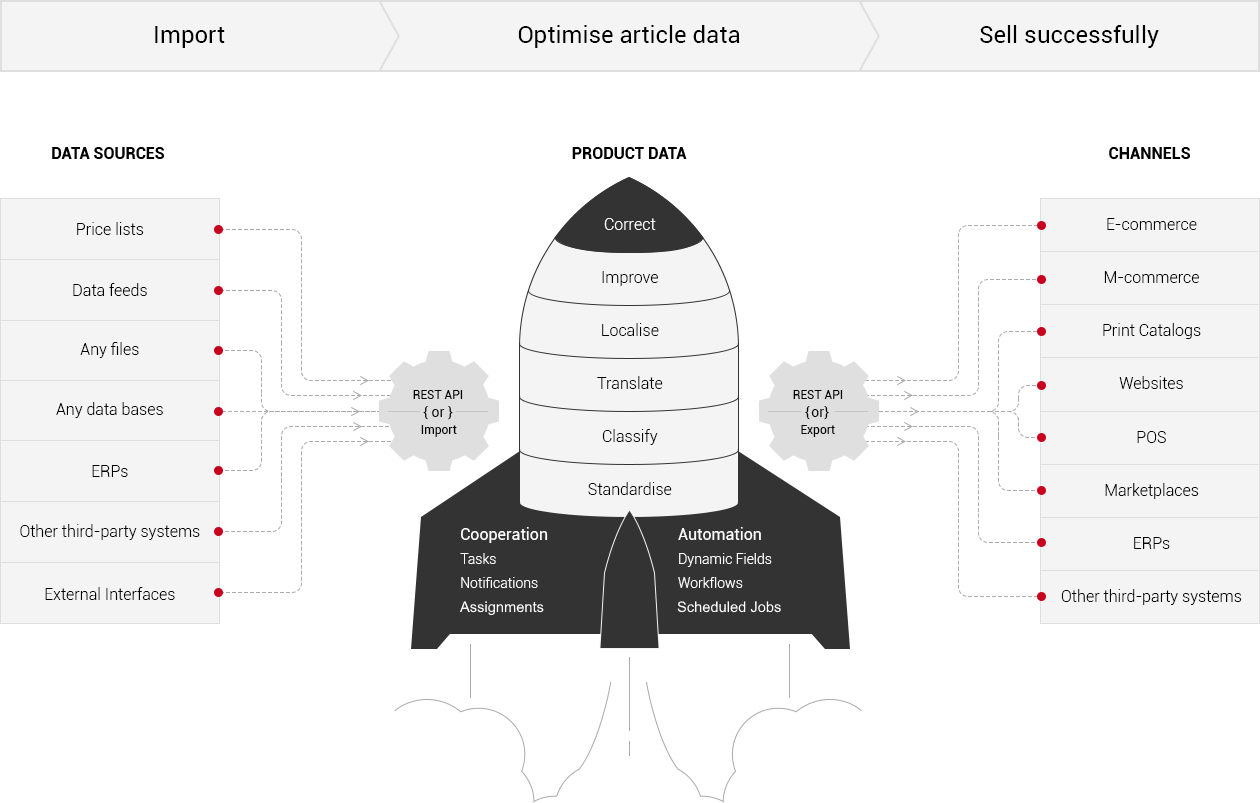 Import
Optimise article data
Sell successfully
DATA SOURCES
Price lists
Data feeds
Any files
Any data bases
ERPs
Other third-party systems
External Interfaces
REST API
{ or }
Import
PRODUCT DATA
Correct
Improve
Localise
Translate
Classify
Standardise
Cooperation
Tasks
Notifications
Assignments
Automation
Dynamic Fields
Workflows
Scheduled Jobs
REST API
{or}
Export
CHANNELS
E-commerce
M-commerce
Print Catalogs
Websites
POS
Marketplaces
ERPs
Other third-party systems